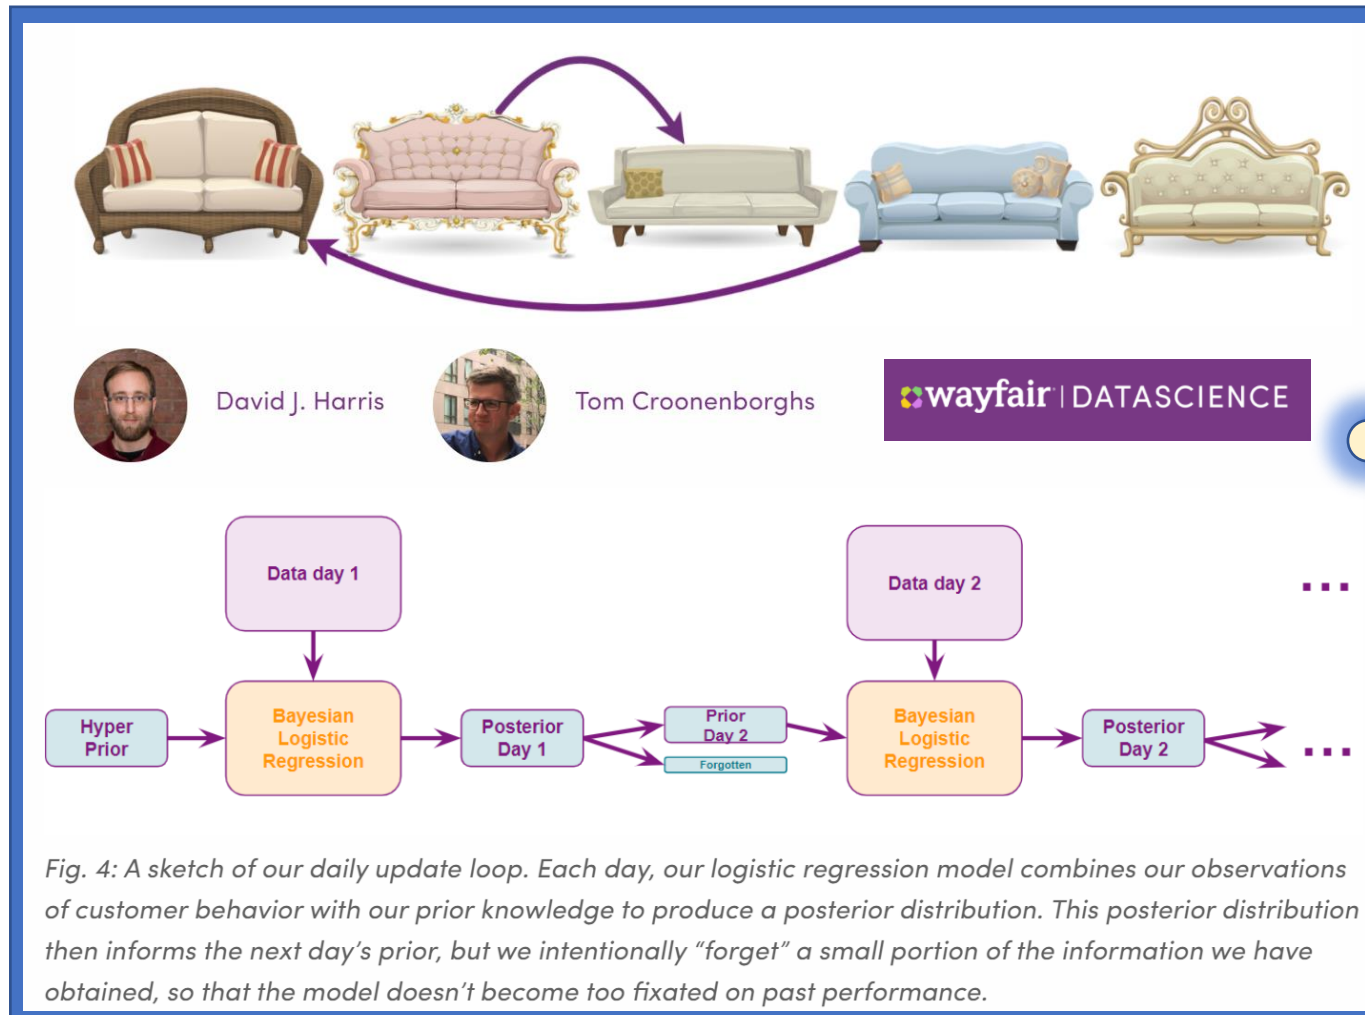 David J. Harris
Tom Croonenborghs
wayfair | DATASCIENCE
Data day 1
Data day 2
...
Hyper
Prior
Bayesian
Logistic
Regression
Posterior
Day 1
Prior
Day 2
Forgotten
Bayesian
Logistic
Regression
Posterior
Day 2
...
Fig. 4: A sketch of our daily update loop. Each day, our logistic regression model combines our observations
of customer behavior with our prior knowledge to produce a posterior distribution. This posterior distribution
then informs the next day's prior, but we intentionally “forget” a small portion of the information we have
obtained, so that the model doesn't become too fixated on past performance.